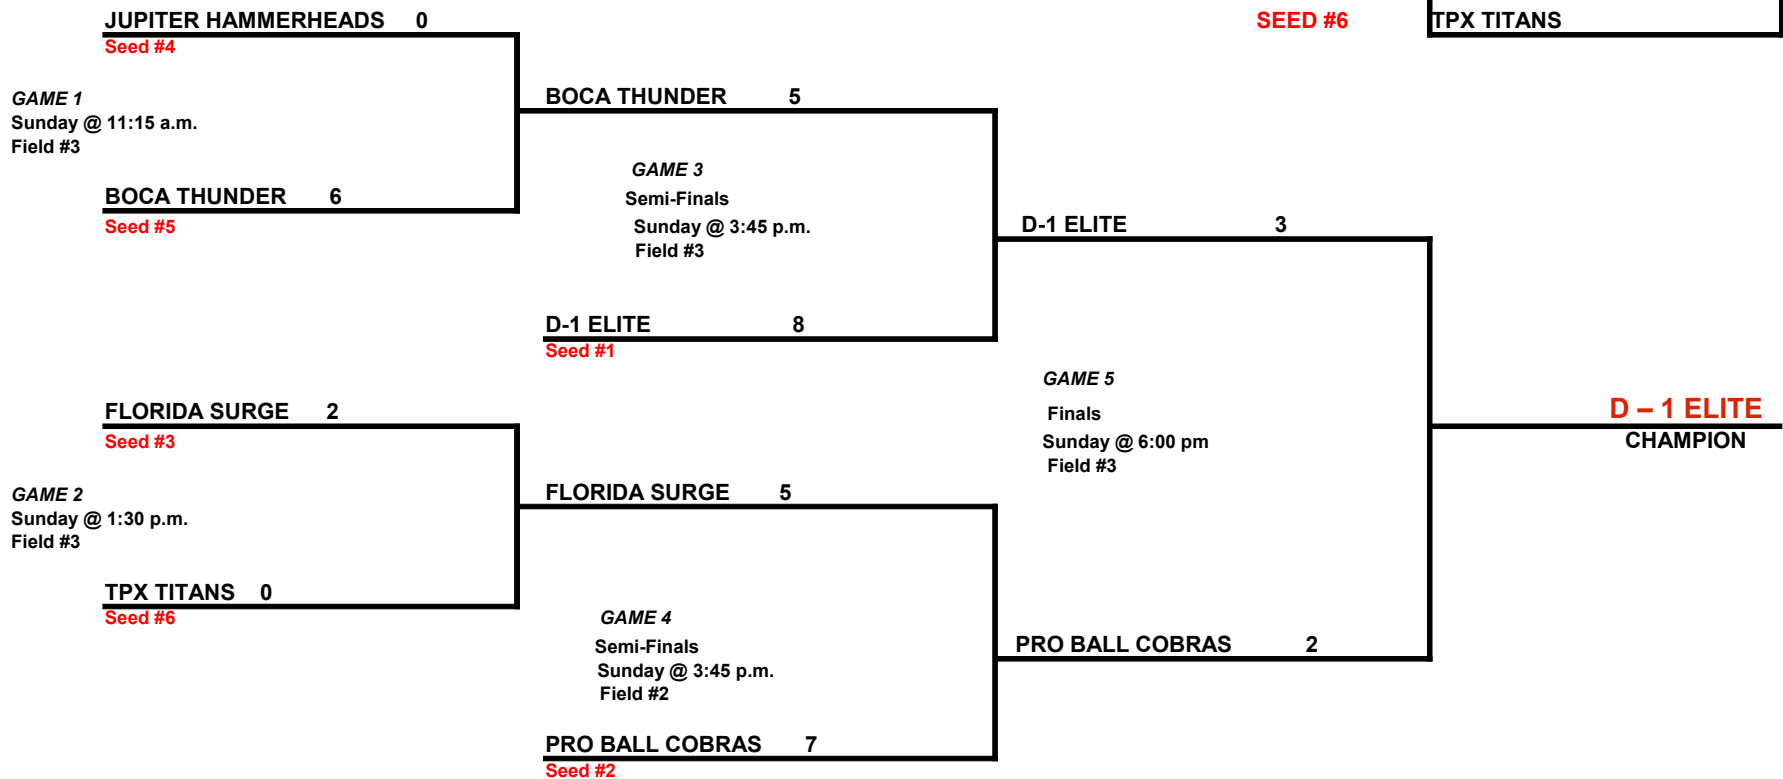 JUPITER HAMMERHEADS 0
Seed #4
SEED #6 TPX TITANS
GAME 1
Sunday @ 11:15 a.m.
Field #3
BOCA THUNDER 5
GAME 3
Semi-Finals
Sunday @ 3:45 p.m.
Field #3
BOCA THUNDER 6
Seed #5
D-1 ELITE 3
D-1 ELITE 8
Seed #1
GAME 5
Finals
Sunday @ 6:00 pm
Field #3
D – 1 ELITE
CHAMPION
FLORIDA SURGE 2
Seed #3
GAME 2
Sunday @ 1:30 p.m.
Field #3
FLORIDA SURGE 5
TPX TITANS 0
Seed #6
GAME 4
Semi-Finals
Sunday @ 3:45 p.m.
Field #2
PRO BALL COBRAS 2
PRO BALL COBRAS 7
Seed #2